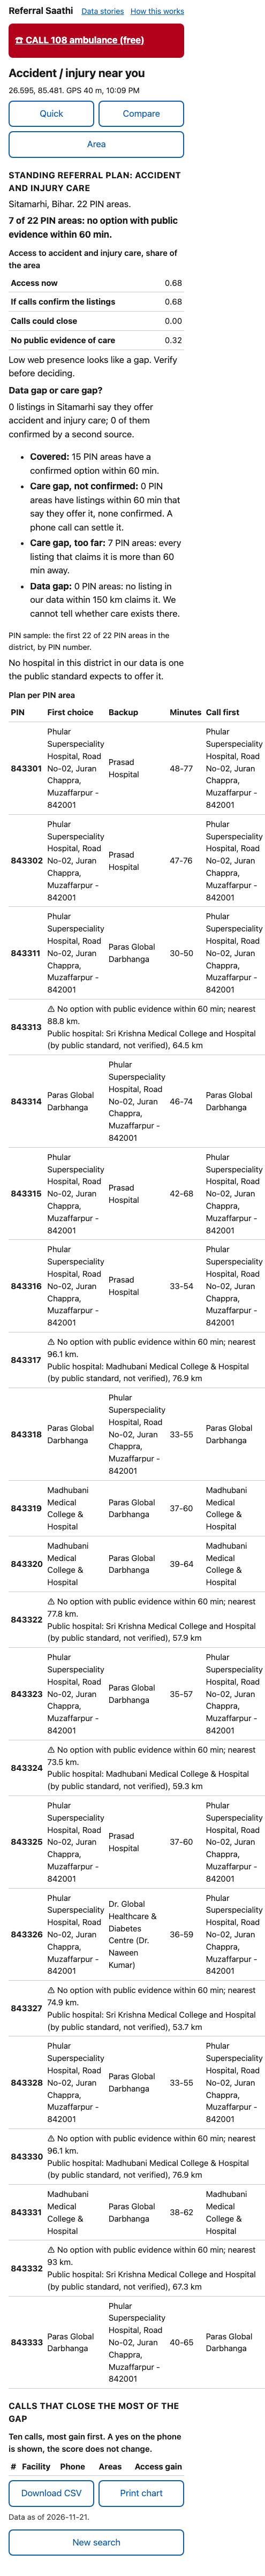 Referral Saathi Data stories How this works
☎ CALL 108 ambulance (free)
Accident / injury near you
26.595, 85.481. GPS 40 m, 10:09 PM
Quick Compare
Area
STANDING REFERRAL PLAN: ACCIDENT
AND INJURY CARE
Sitamarhi, Bihar. 22 PIN areas.
7 of 22 PIN areas: no option with public
evidence within 60 min.
Access to accident and injury care, share of
the area
Access now 0.68
If calls confirm the listings 0.68
Calls could close 0.00
No public evidence of care 0.32
Low presence looks like a gap. Verify
before deciding.
Data gap or care gap?
0 listings in Sitamarhi say they offer
accident and injury care; 0 of them
confirmed by a second source.
• Covered: 15 PIN areas have a
confirmed option within 60 min.
• Care gap, not confirmed: 0 PIN
areas have listings within 60 min that
say they offer it, none confirmed. A
phone call can settle it.
• Care gap, too far: 7 PIN areas: every
listing that claims it is more than 60
min away.
• Data gap: 0 PIN areas: no listing
in our data within 150 km claims it. We
cannot tell whether care exists there.
PIN sample: the first 22 of 22 PIN areas in the
district, by PIN number.
No hospital in this district in our data is one
the public standard expects to offer it.
Plan per PIN area
PIN First choice Backup Minutes Call first
843301 Phular Superspeciality Hospital, Road No-02, Juran Chappra, Muzaffarpur - 842001 Prasad Hospital 48-77 Phular Superspeciality Hospital, Road No-02, Juran Chappra, Muzaffarpur - 842001
843302 Phular Superspeciality Hospital, Road No-02, Juran Chappra, Muzaffarpur - 842001 Prasad Hospital 47-76 Phular Superspeciality Hospital, Road No-02, Juran Chappra, Muzaffarpur - 842001
843311 Phular Superspeciality Hospital, Road No-02, Juran Chappra, Muzaffarpur - 842001 Paras Global Darbhanga 30-50 Phular Superspeciality Hospital, Road No-02, Juran Chappra, Muzaffarpur - 842001
843313 ⚠ No option with public evidence within 60 min; nearest
88.8 km.
Public hospital: Sri Krishna Medical College and Hospital
(by public standard, not verified), 64.5 km
843314 Paras Global Darbhanga Phular Superspeciality Hospital, Road No-02, Juran Chappra, Muzaffarpur - 842001 46-74 Paras Global Darbhanga
843315 Phular Superspeciality Hospital, Road No-02, Juran Chappra, Muzaffarpur - 842001 Prasad Hospital 42-68 Phular Superspeciality Hospital, Road No-02, Juran Chappra, Muzaffarpur - 842001
843316 Phular Superspeciality Hospital, Road No-02, Juran Chappra, Muzaffarpur - 842001 Prasad Hospital 33-54 Phular Superspeciality Hospital, Road No-02, Juran Chappra, Muzaffarpur - 842001
843317 ⚠ No option with public evidence within 60 min; nearest
96.1 km.
Public hospital: Madhubani Medical College & Hospital
(by public standard, not verified), 76.9 km
843318 Paras Global Darbhanga Phular Superspeciality Hospital, Road No-02, Juran Chappra, Muzaffarpur - 842001 33-55 Paras Global Darbhanga
843319 Madhubani Medical College & Hospital Paras Global Darbhanga 37-60 Madhubani Medical College & Hospital
843320 Madhubani Medical College & Hospital Paras Global Darbhanga 39-64 Madhubani Medical College & Hospital
843322 ⚠ No option with public evidence within 60 min; nearest
77.8 km.
Public hospital: Sri Krishna Medical College and Hospital
(by public standard, not verified), 57.9 km
843323 Phular Superspeciality Hospital, Road No-02, Juran Chappra, Muzaffarpur - 842001 Paras Global Darbhanga 35-57 Phular Superspeciality Hospital, Road No-02, Juran Chappra, Muzaffarpur - 842001
843324 ⚠ No option with public evidence within 60 min; nearest
73.5 km.
Public hospital: Madhubani Medical College & Hospital
(by public standard, not verified), 59.3 km
843325 Phular Superspeciality Hospital, Road No-02, Juran Chappra, Muzaffarpur - 842001 Prasad Hospital 37-60 Phular Superspeciality Hospital, Road No-02, Juran Chappra, Muzaffarpur - 842001
843326 Phular Superspeciality Hospital, Road No-02, Juran Chappra, Muzaffarpur - 842001 Dr. Global Healthcare & Diabetes Centre (Dr. Naween Kumar) 36-59 Phular Superspeciality Hospital, Road No-02, Juran Chappra, Muzaffarpur - 842001
843327 ⚠ No option with public evidence within 60 min; nearest
74.9 km.
Public hospital: Sri Krishna Medical College and Hospital
(by public standard, not verified), 53.7 km
843328 Phular Superspeciality Hospital, Road No-02, Juran Chappra, Muzaffarpur - 842001 Paras Global Darbhanga 33-55 Phular Superspeciality Hospital, Road No-02, Juran Chappra, Muzaffarpur - 842001
843330 ⚠ No option with public evidence within 60 min; nearest
96.1 km.
Public hospital: Madhubani Medical College & Hospital
(by public standard, not verified), 76.9 km
843331 Madhubani Medical College & Hospital Paras Global Darbhanga 38-62 Madhubani Medical College & Hospital
843332 ⚠ No option with public evidence within 60 min; nearest
93 km.
Public hospital: Sri Krishna Medical College and Hospital
(by public standard, not verified), 67.3 km
843333 Paras Global Darbhanga Phular Superspeciality Hospital, Road No-02, Juran Chappra, Muzaffarpur - 842001 40-65 Paras Global Darbhanga
CALLS THAT CLOSE THE MOST OF THE
GAP
Ten calls, most gain first. A yes on the phone
is shown, the score does not change.
# Facility Phone Areas Access gain
Download CSV Print chart
Data as of 2026-11-21.
New search